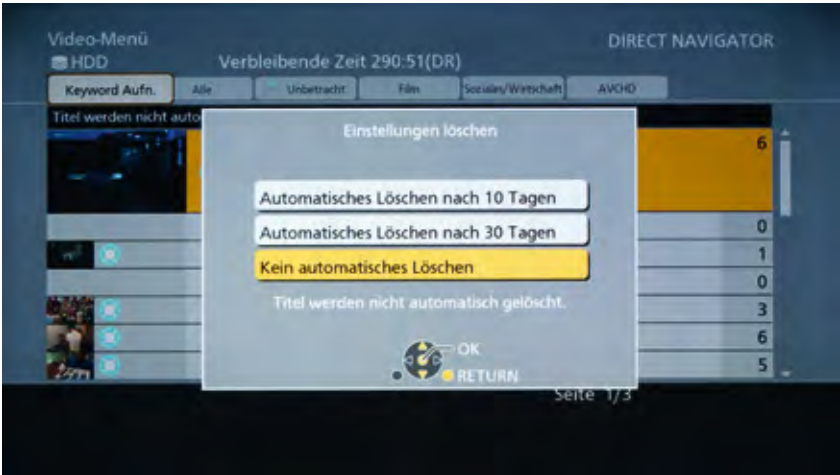 Video-Menü
DIRECT NAVIGATOR
HDD
Verbleibende Zeit 290:51(DR)
Keyword Aufn.
Alle
Unbetracht.
Film
Soziales/Wirtschaft
AVCHD
Titel werden nicht auto
Einstellungen löschen
6
Automatisches Löschen nach 10 Tagen
Automatisches Löschen nach 30 Tagen
0
1
Kein automatisches Löschen
0
Titel werden nicht automatisch gelöscht.
3
OK
6
RETURN
5
Seite 1/3